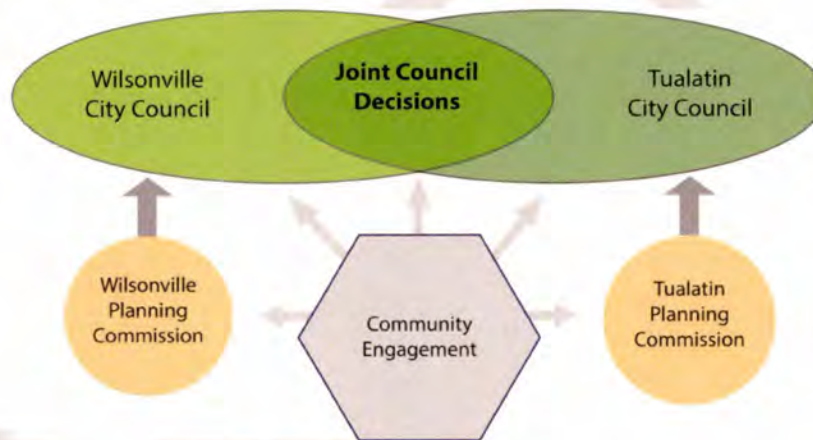 Wilsonville
City Council
Joint Council
Decisions
Tualatin
City Council
Wilsonville
Planning
Commission
Community
Engagement
Tualatin
Planning
Commission